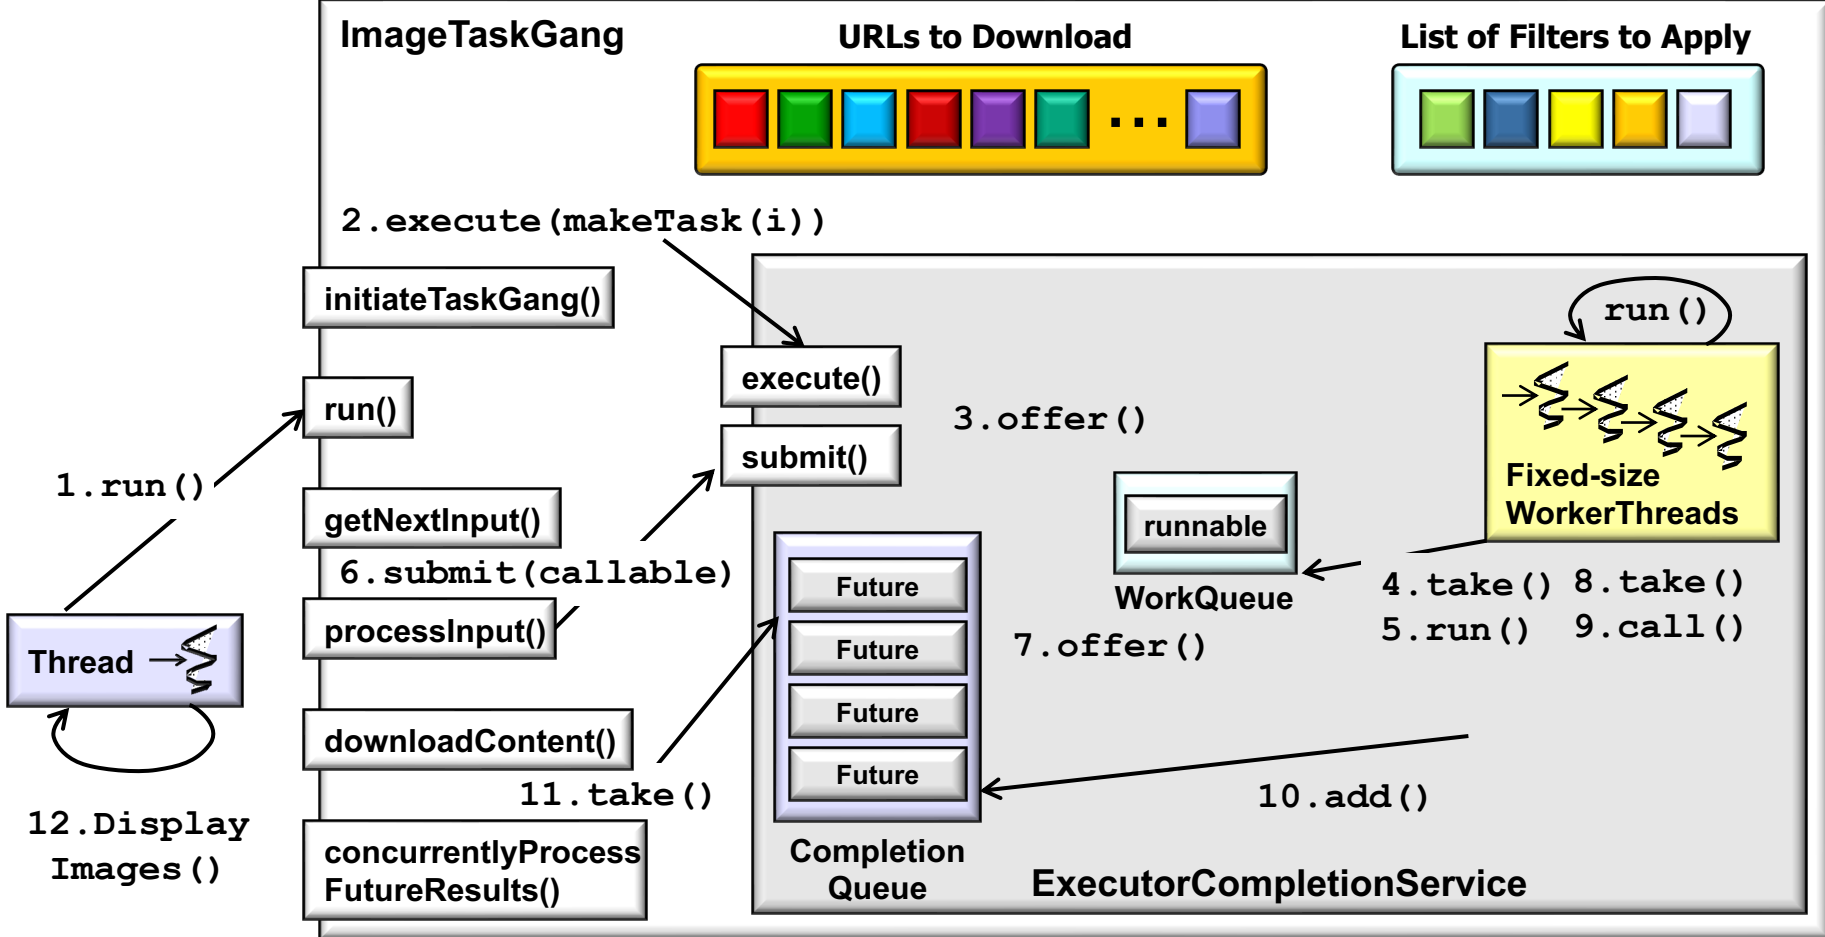 ImageTaskGang
URLs to Download
List of Filters to Apply
2.execute(makeTask(i))
initiateTaskGang()
run()
execute()
run()
3.offer()
submit()
1.run()
Fixed-size
WorkerThreads
getNextInput()
runnable
6.submit(callable)
Future
WorkQueue
4.take()
8.take()
processInput()
5.run()
9.call()
7.offer()
Future
Thread
Future
downloadContent()
Future
11.take()
10.add()
12.Display
Images()
concurrentlyProcess
FutureResults()
Completion
Queue
ExecutorCompletionService